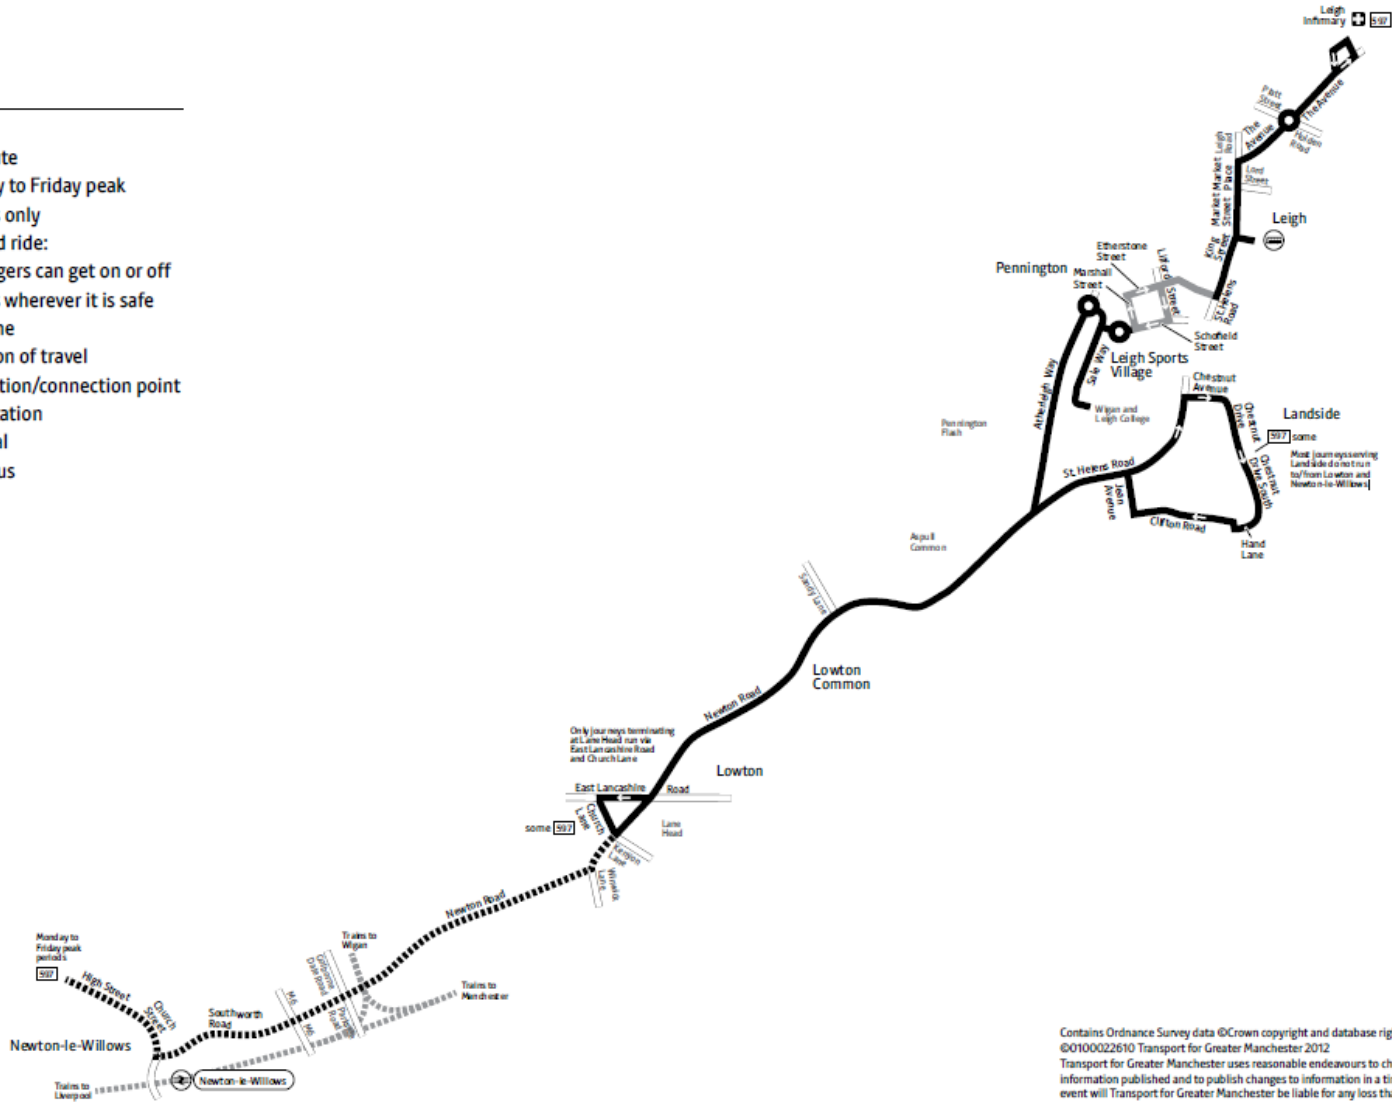 te
y to Friday peak
s only
d ride:
gers can get on or off
s wherever it is safe
ne
on of travel
tion/connection point
ation
al
us
Leigh
Infirmary
597
Platt
Street
The Avenue
The
Avenue
Holden
Road
Leigh
Road
Market
Place
Lord
Street
Market
Street
King
Street
Leigh
Etherstone
Street
Lilford
Street
Pennington
Marshall
Street
St. Helens
Road
Schofield
Street
Leigh Sports
Village
Sale Way
Atherleigh Way
Wigan and
Leigh College
Chestnut
Avenue
Chestnut
Drive
Landside
597 some
Most journeys serving
Landside do not run
to/from Lowton and
Newton-le-Willows
Chestnut
Drive South
Pennington
Flash
St. Helens Road
Jean
Avenue
Clifton Road
Hand
Lane
Aspull
Common
Sandy Lane
Lowton
Common
Newton Road
Only journeys terminating
at Lane Head run via
East Lancashire Road
and Church Lane
Lowton
East Lancashire Road
Church
Lane
Lane
Head
some 597
Kenyon
Lane
Winwick
Lane
Newton Road
Monday to
Friday peak
periods
597
Trains to
Wigan
Golborne
Dale Road
High Street
Church
Street
Trains to
Manchester
M6
Southworth
Road
Parkside
Road
M6
Newton-le-Willows
Newton-le-Willows
Trains to
Liverpool
Contains Ordnance Survey data ©Crown copyright and database rig
©0100022610 Transport for Greater Manchester 2012
Transport for Greater Manchester uses reasonable endeavours to ch
information published and to publish changes to information in a tim
event will Transport for Greater Manchester be liable for any loss tha